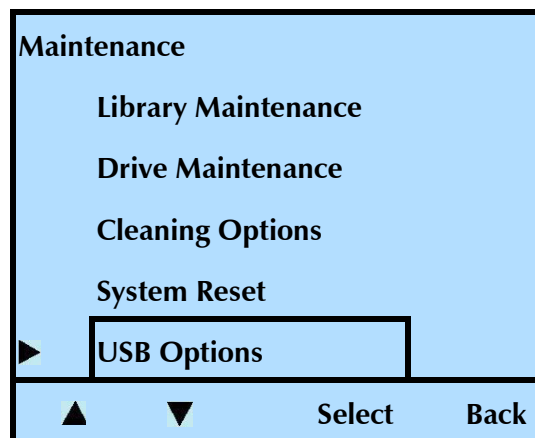 Maintenance
Library Maintenance
Drive Maintenance
Cleaning Options
System Reset
USB Options
Select Back